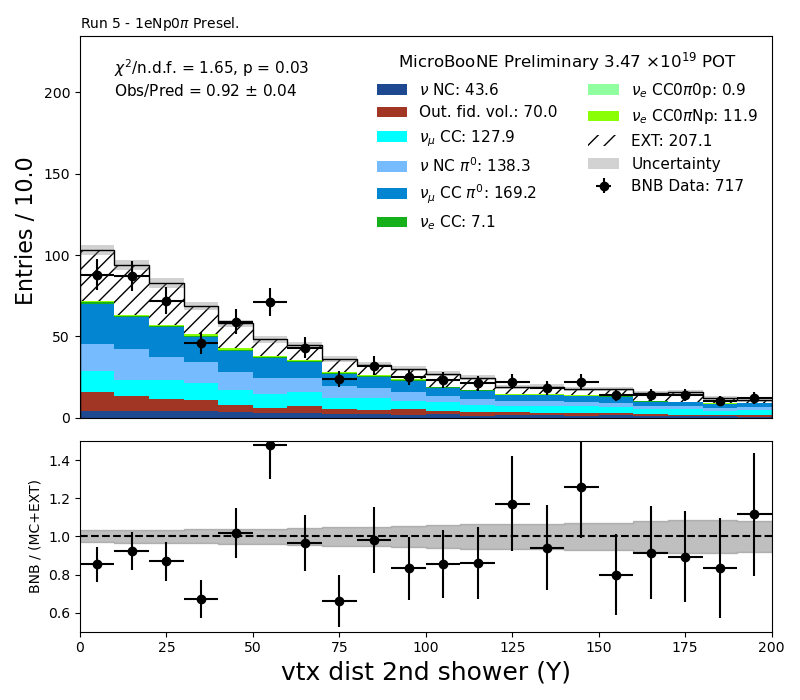 Run 5 - 1eNp0π Presel.
χ²/n.d.f. = 1.65, p = 0.03
Obs/Pred = 0.92 ± 0.04
MicroBooNE Preliminary 3.47 ×10¹⁹ POT
ν NC: 43.6
Out. fid. vol.: 70.0
ν_μ CC: 127.9
ν NC π⁰: 138.3
ν_μ CC π⁰: 169.2
ν_e CC: 7.1
ν_e CC0π0p: 0.9
ν_e CC0πNp: 11.9
EXT: 207.1
Uncertainty
BNB Data: 717
Entries / 10.0
200
150
100
50
0
BNB / (MC+EXT)
1.4
1.2
1.0
0.8
0.6
0 25 50 75 100 125 150 175 200
vtx dist 2nd shower (Y)